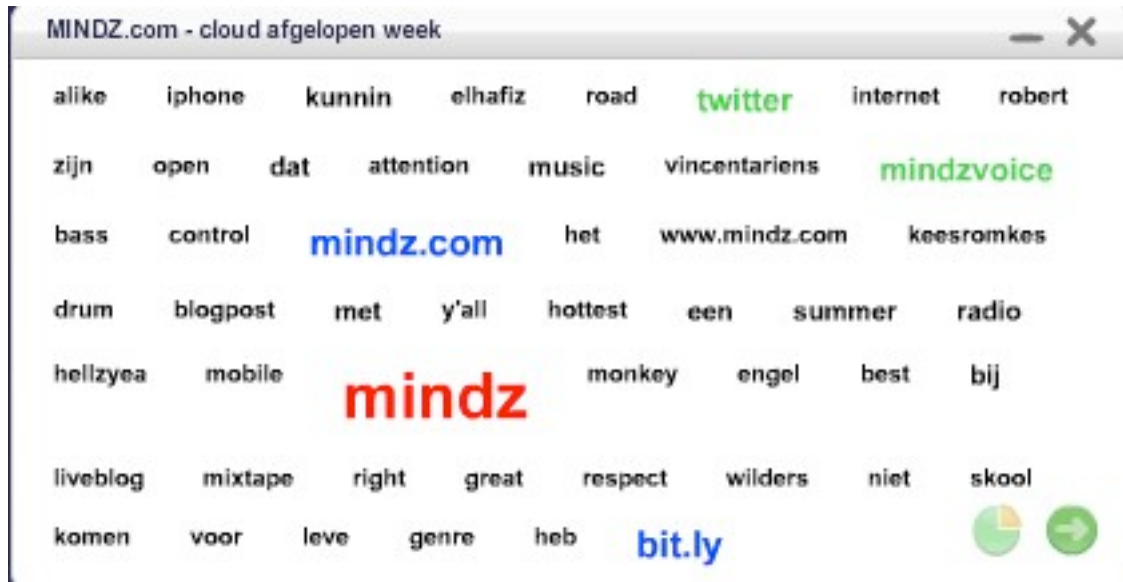 MINDZ.com - cloud afgelopen week
alike iphone kunnin elhafiz road twitter internet robert
zijn open dat attention music vincentariens mindzvoice
bass control mindz.com het www.mindz.com keesromkes
drum blogpost met y'all hottest een summer radio
hellzyea mobile mindz monkey engel best bij
liveblog mixtape right great respect wilders niet skool
komen voor leve genre heb bit.ly